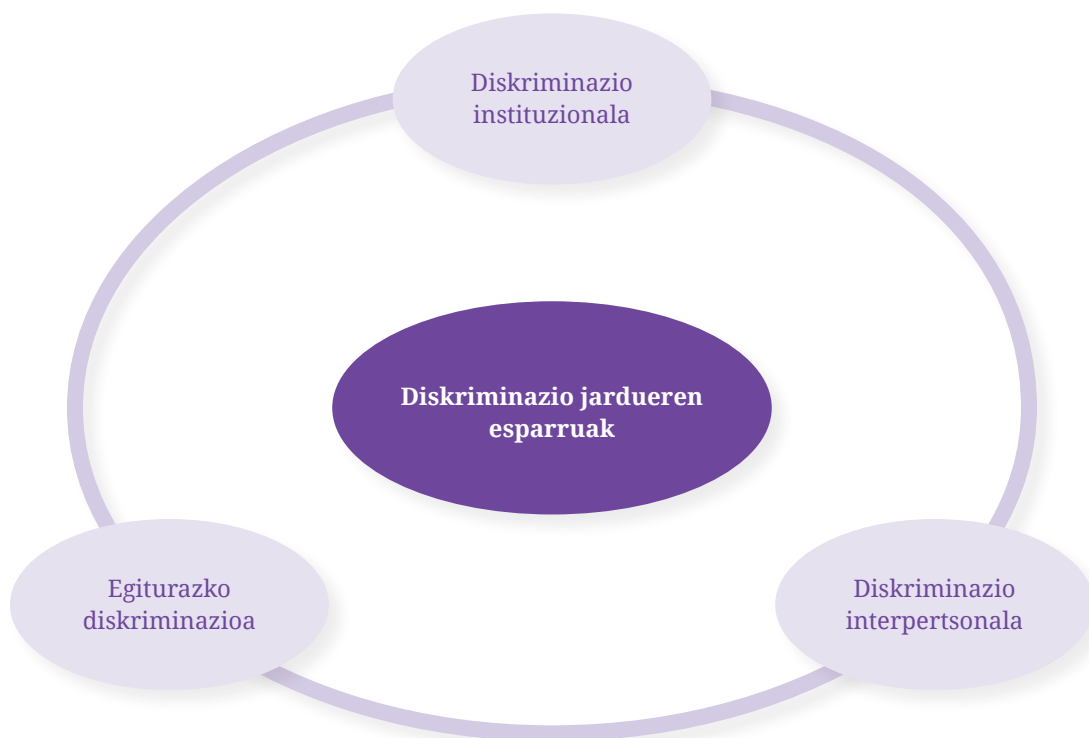 Diskriminazio
instituzionala
Diskriminazio jardueren
esparruak
Egiturazko
diskriminazioa
Diskriminazio
interpertsonala